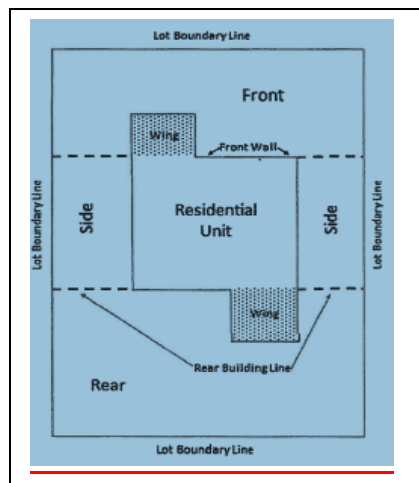 Lot Boundary Line
Front
Wing
Front Wall
Lot Boundary Line
Side
Residential
Unit
Side
Lot Boundary Line
Wing
Rear Building Line
Rear
Lot Boundary Line